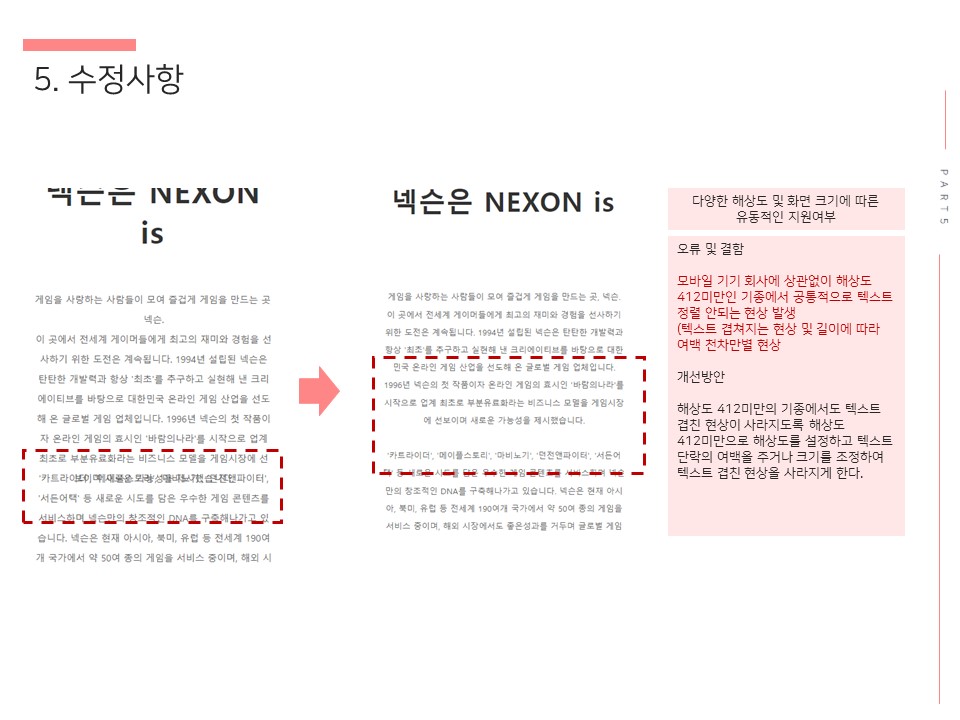 5. 수정사항
넥슨은 NEXON
is
게임을 사랑하는 사람들이 모여 즐겁게 게임을 만드는 곳
넥슨.
이 곳에서 전세계 게이머들에게 최고의 재미와 경험을 선
사하기 위한 도전은 계속됩니다. 1994년 설립된 넥슨은
탄탄한 개발력과 항상 '최초'를 추구하고 실현해 낸 크리
에이티브를 바탕으로 대한민국 온라인 게임 산업을 선도
해 온 글로벌 게임 업체입니다. 1996년 넥슨의 첫 작품이
자 온라인 게임의 효시인 '바람의나라'를 시작으로 업계
최초로 부분유료화라는 비즈니스 모델을 게임시장에 선
'서든어택' 등 새로운 시도를 담은 우수한 게임 콘텐츠를
서비스하며 넥슨만의 창조적인 DNA를 구축해나가고 있
습니다. 넥슨은 현재 아시아, 북미, 유럽 등 전세계 190여
개 국가에서 약 50여 종의 게임을 서비스 중이며, 해외 시
넥슨은 NEXON is
게임을 사랑하는 사람들이 모여 즐겁게 게임을 만드는 곳, 넥슨.
이 곳에서 전세계 게이머들에게 최고의 재미와 경험을 선사하기
위한 도전은 계속됩니다. 1994년 설립된 넥슨은 탄탄한 개발력과
항상 '최초'를 추구하고 실현해 낸 크리에이티브를 바탕으로 대한
민국 온라인 게임 산업을 선도해 온 글로벌 게임 업체입니다.
1996년 넥슨의 첫 작품이자 온라인 게임의 효시인 '바람의나라'를
시작으로 업계 최초로 부분유료화라는 비즈니스 모델을 게임시장
에 선보이며 새로운 가능성을 제시했습니다.
'카트라이더', '메이플스토리', '마비노기', '던전앤파이터', '서든어
택' 등 새로운 시도를 담은 우수한 게임 콘텐츠를 서비스하며 넥슨
만의 창조적인 DNA를 구축해나가고 있습니다. 넥슨은 현재 아시
아, 북미, 유럽 등 전세계 190여개 국가에서 약 50여 종의 게임을
서비스 중이며, 해외 시장에서도 좋은성과를 거두며 글로벌 게임
다양한 해상도 및 화면 크기에 따른
유동적인 지원여부
오류 및 결함
모바일 기기 회사에 상관없이 해상도
412미만인 기종에서 공통적으로 텍스트
정렬 안되는 현상 발생
(텍스트 겹쳐지는 현상 및 길이에 따라
여백 천차만별 현상
개선방안
해상도 412미만의 기종에서도 텍스트
겹친 현상이 사라지도록 해상도
412미만으로 해상도를 설정하고 텍스트
단락의 여백을 주거나 크기를 조정하여
텍스트 겹친 현상을 사라지게 한다.
PART 5